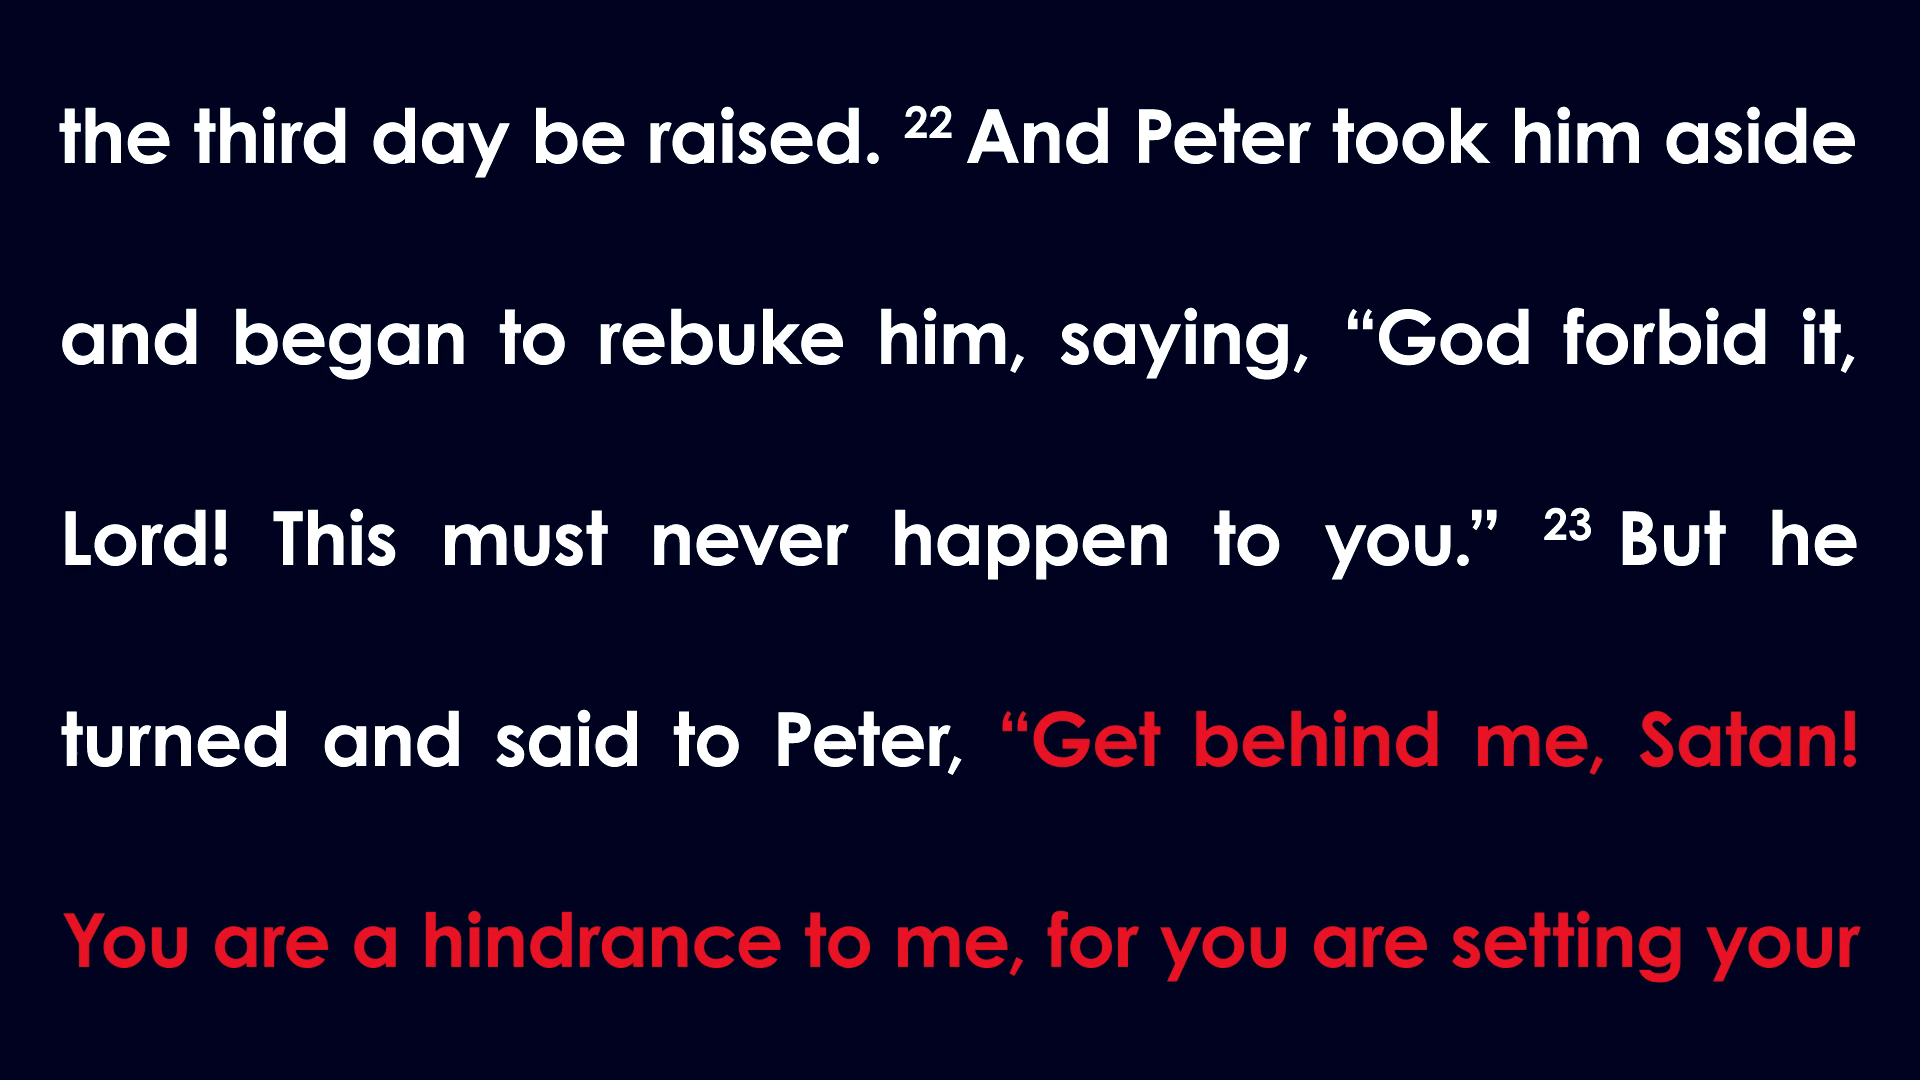 the third day be raised. ²² And Peter took him aside
and began to rebuke him, saying, “God forbid it,
Lord! This must never happen to you.” ²³ But he
turned and said to Peter, “Get behind me, Satan!
You are a hindrance to me, for you are setting your